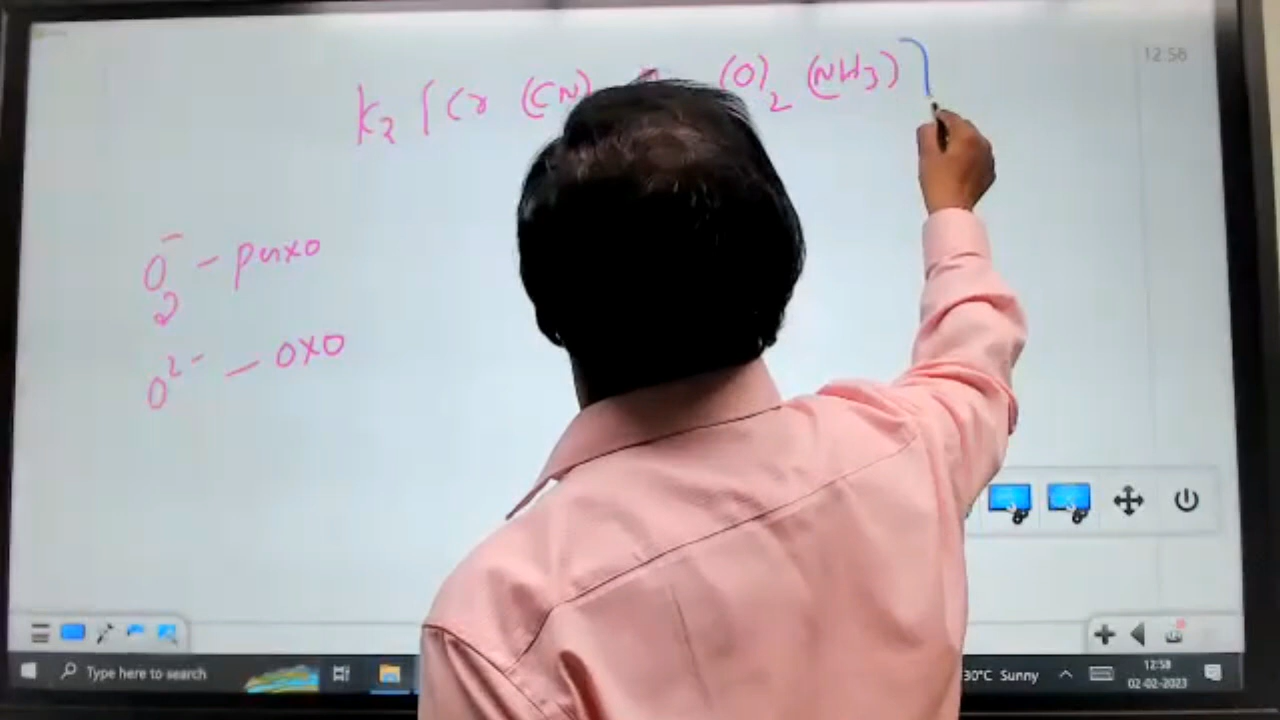 12:58
K₂ [Cr (CN) (O)₂ (NH₃)]
O₂⁻ – peroxo
O²⁻ – oxo
Type here to search
30°C Sunny
12:58
02-02-2023